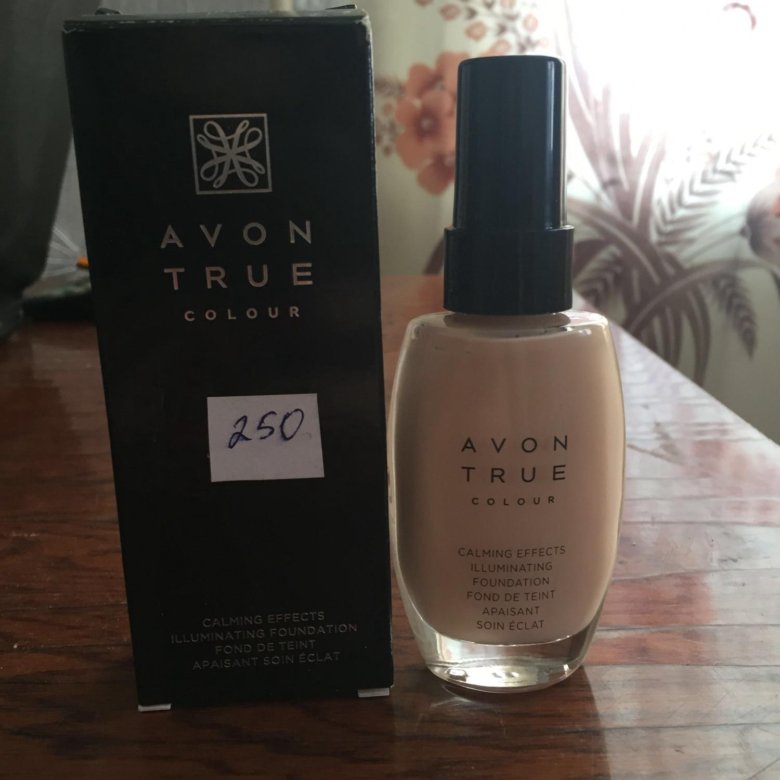 AVON
TRUE
COLOUR
250
CALMING EFFECTS
ILLUMINATING FOUNDATION
FOND DE TEINT
APAISANT SOIN ÉCLAT
AVON
TRUE
COLOUR
CALMING EFFECTS
ILLUMINATING
FOUNDATION
FOND DE TEINT
APAISANT
SOIN ÉCLAT